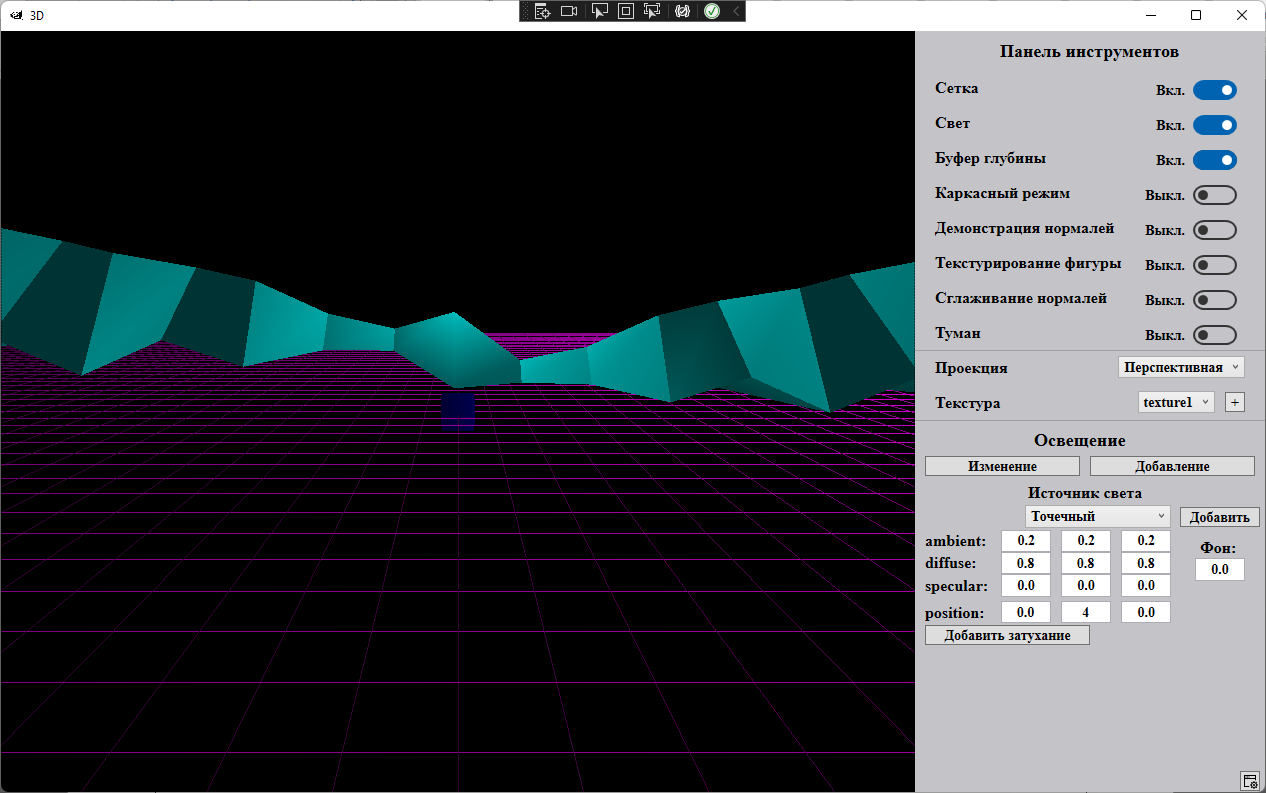 3D
Панель инструментов
Сетка Вкл.
Свет Вкл.
Буфер глубины Вкл.
Каркасный режим Выкл.
Демонстрация нормалей Выкл.
Текстурирование фигуры Выкл.
Сглаживание нормалей Выкл.
Туман Выкл.
Проекция Перспективная
Текстура texture1 +
Освещение
Изменение Добавление
Источник света
Точечный Добавить
ambient: 0.2 0.2 0.2
Фон:
diffuse: 0.8 0.8 0.8
0.0
specular: 0.0 0.0 0.0
position: 0.0 4 0.0
Добавить затухание